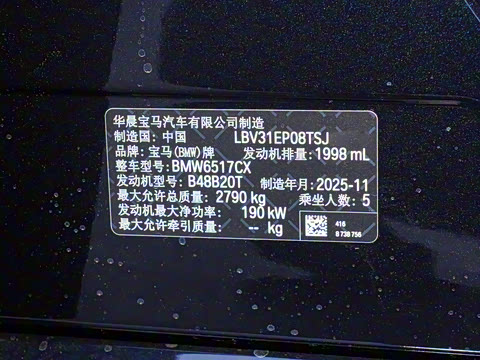 华晨宝马汽车有限公司制造
制造国: 中国 LBV31EP08TSJ
品牌: 宝马(BMW)牌 发动机排量: 1998 mL
整车型号: BMW6517CX
发动机型号: B48B20T 制造年月: 2025-11
最大允许总质量: 2790 kg 乘坐人数: 5
发动机最大净功率: 190 kW
最大允许牵引质量: -- kg
416
8 738 756